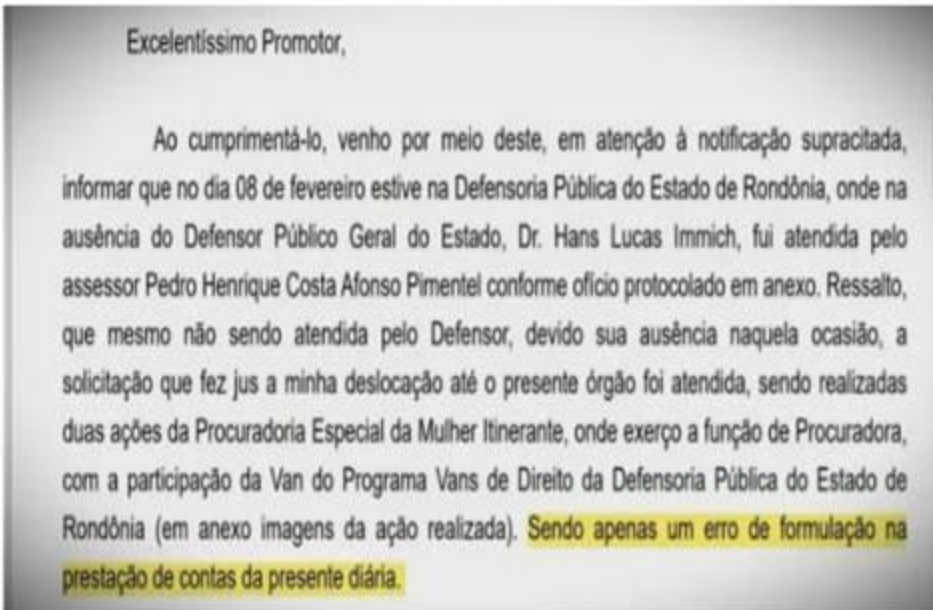 Excelentíssimo Promotor,
Ao cumprimentá-lo, venho por meio deste, em atenção à notificação supracitada,
informar que no dia 08 de fevereiro estive na Defensoria Pública do Estado de Rondônia, onde na
ausência do Defensor Público Geral do Estado, Dr. Hans Lucas Immich, fui atendida pelo
assessor Pedro Henrique Costa Afonso Pimentel conforme ofício protocolado em anexo. Ressalto,
que mesmo não sendo atendida pelo Defensor, devido sua ausência naquela ocasião, a
solicitação que fez jus a minha deslocação até o presente órgão foi atendida, sendo realizadas
duas ações da Procuradoria Especial da Mulher Itinerante, onde exerço a função de Procuradora,
com a participação da Van do Programa Vans de Direito da Defensoria Pública do Estado de
Rondônia (em anexo imagens da ação realizada). Sendo apenas um erro de formulação na
prestação de contas da presente diária.